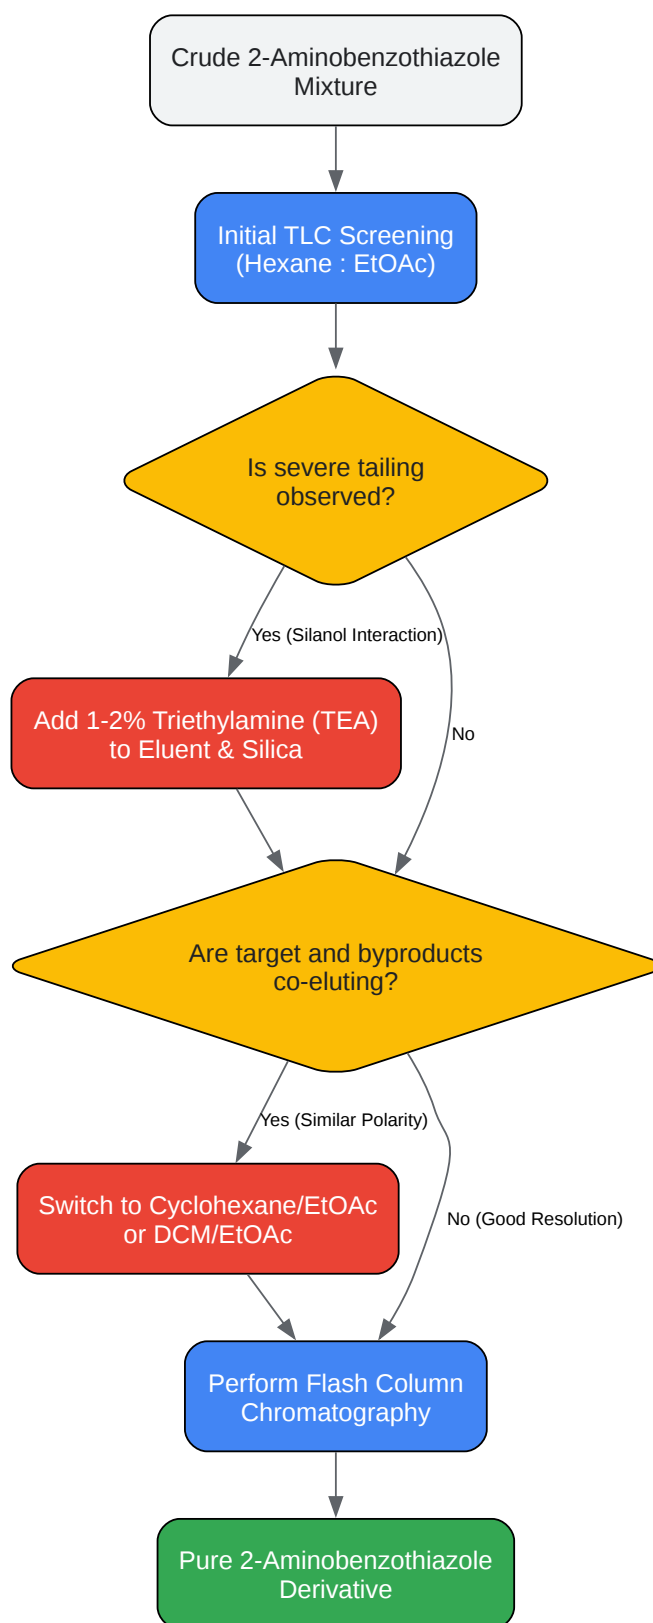 Crude 2-Aminobenzothiazole
Mixture
Initial TLC Screening
(Hexane : EtOAc)
Is severe tailing
observed?
Yes (Silanol Interaction)
Add 1-2% Triethylamine (TEA)
to Eluent & Silica
No
Are target and byproducts
co-eluting?
Yes (Similar Polarity)
Switch to Cyclohexane/EtOAc
or DCM/EtOAc
No (Good Resolution)
Perform Flash Column
Chromatography
Pure 2-Aminobenzothiazole
Derivative